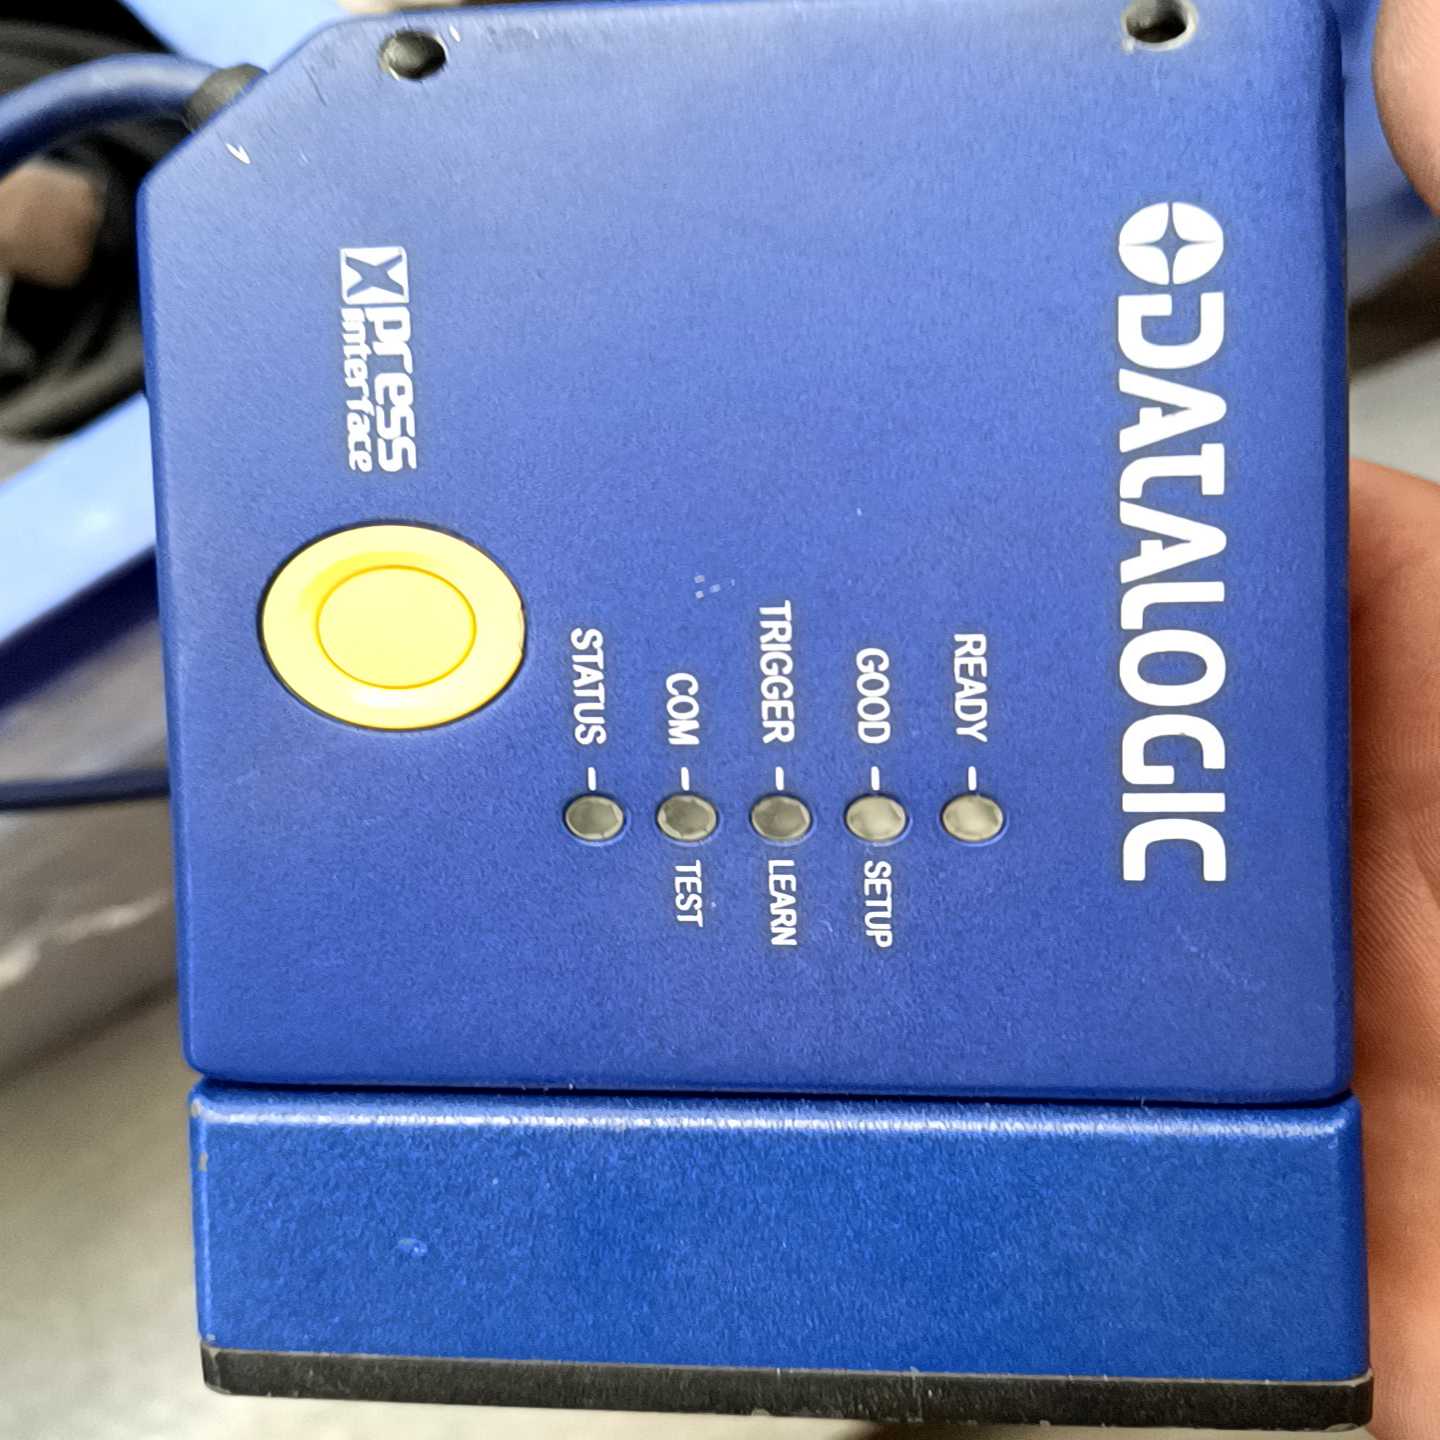 DATALOGIC
READY
GOOD SETUP
TRIGGER LEARN
COM TEST
STATUS
Xpress
interface